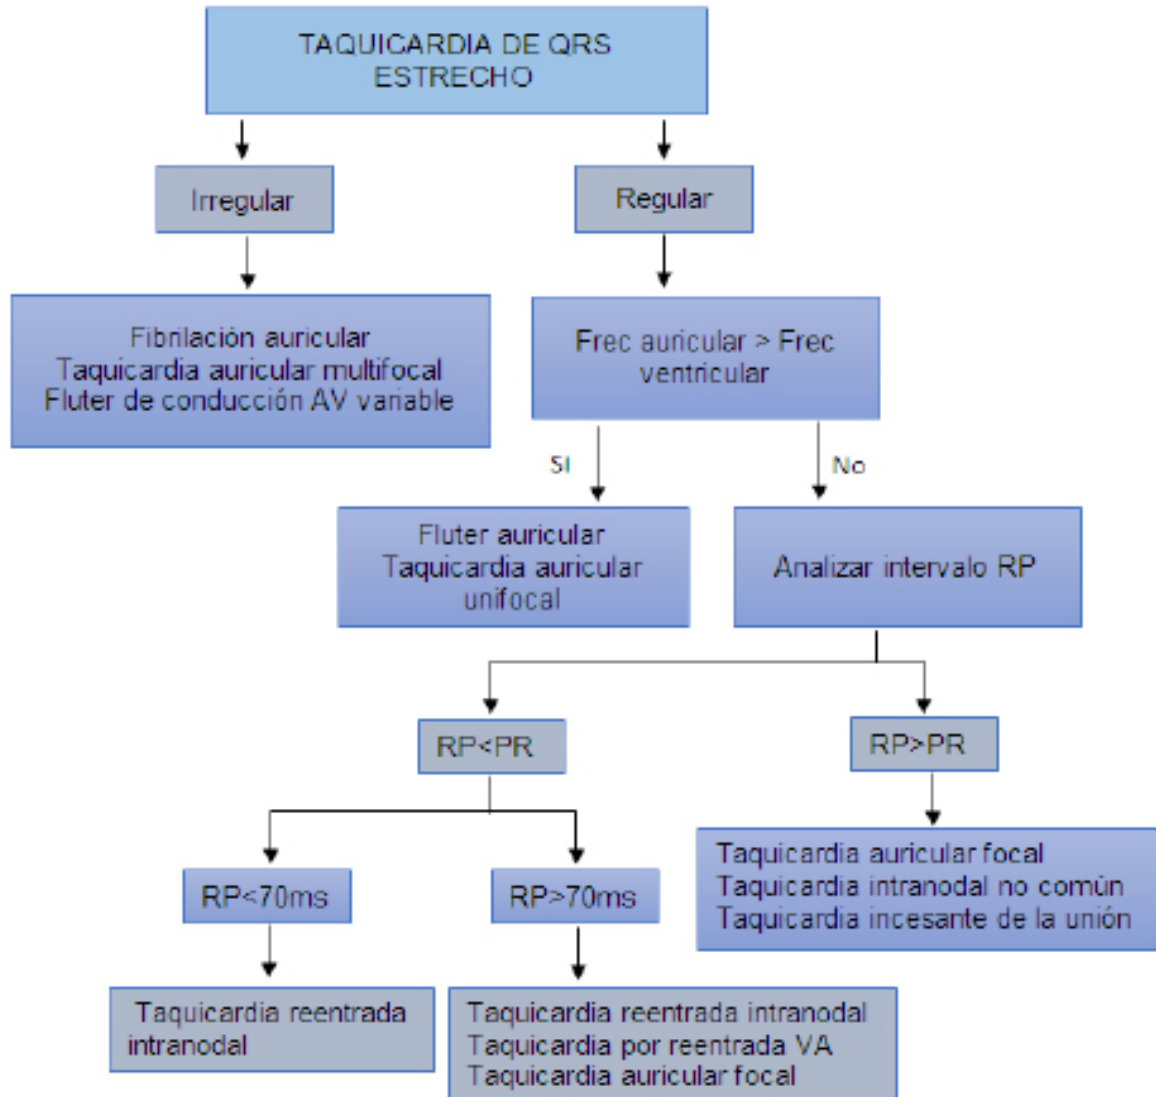 TAQUICARDIA DE QRS
ESTRECHO
Irregular
Regular
Fibrilación auricular
Taquicardia auricular multifocal
Fluter de conducción AV variable
Frec auricular > Frec
ventricular
SI
No
Fluter auricular
Taquicardia auricular
unifocal
Analizar intervalo RP
RP<PR
RP>PR
RP<70ms
RP>70ms
Taquicardia auricular focal
Taquicardia intranodal no común
Taquicardia incesante de la unión
Taquicardia reentrada
intranodal
Taquicardia reentrada intranodal
Taquicardia por reentrada VA
Taquicardia auricular focal